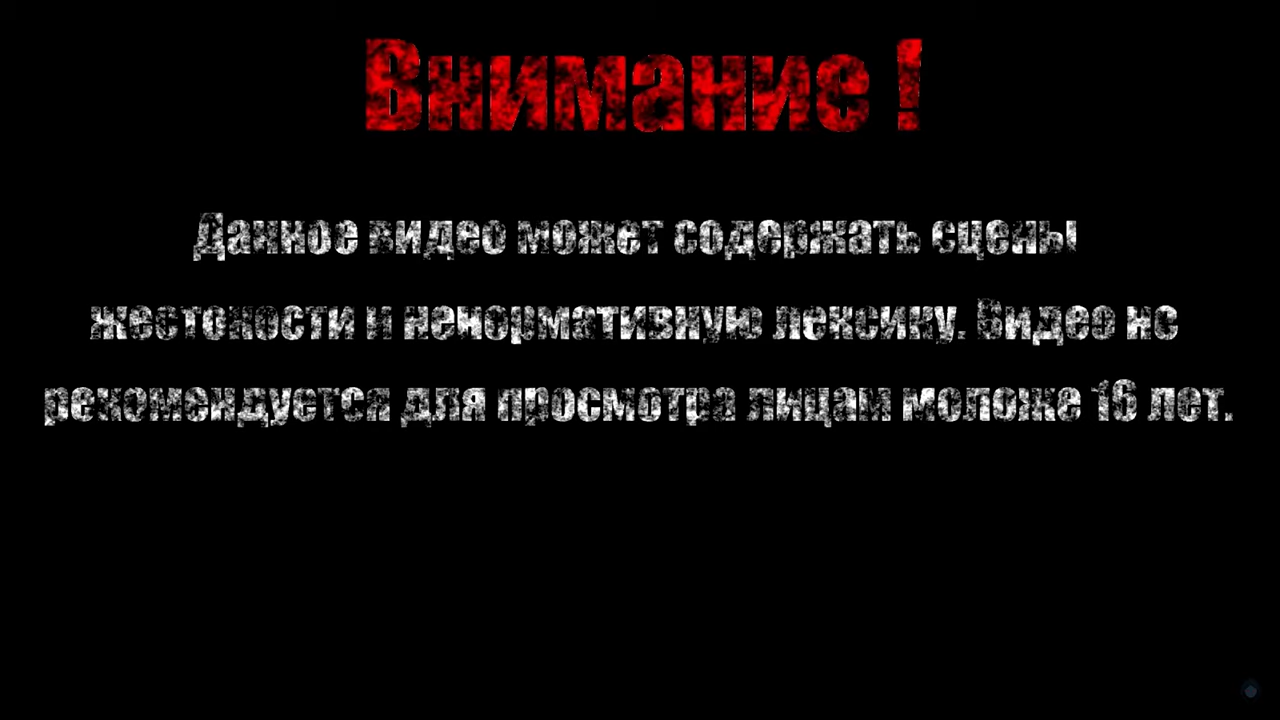 Внимание !
Данное видео может содержать сцены
жестокости и ненормативную лексику. Видео не
рекомендуется для просмотра лицам моложе 16 лет.